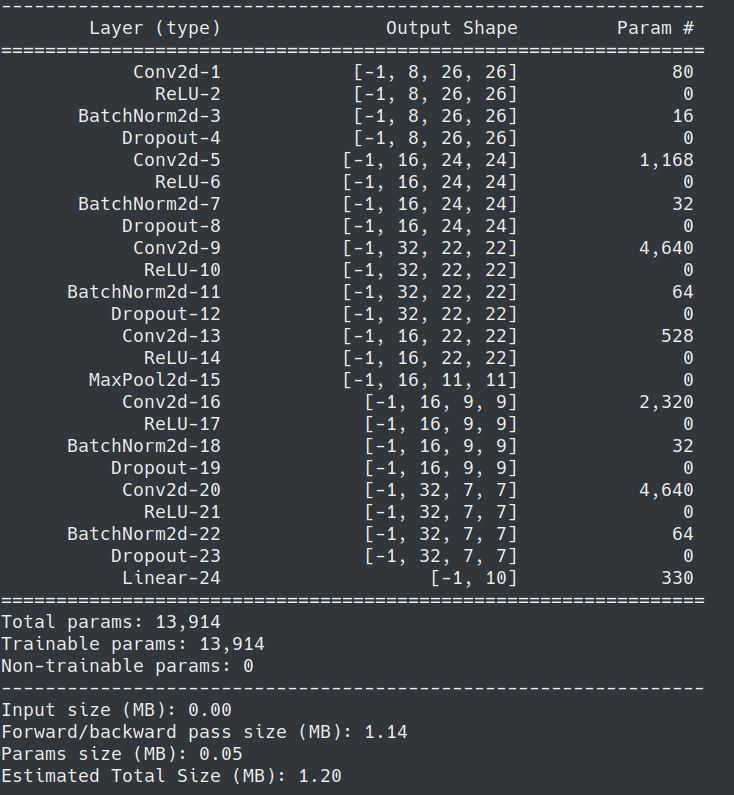 ----------------------------------------------------------------
        Layer (type)               Output Shape         Param #
================================================================
            Conv2d-1            [-1, 8, 26, 26]              80
              ReLU-2            [-1, 8, 26, 26]               0
       BatchNorm2d-3            [-1, 8, 26, 26]              16
           Dropout-4            [-1, 8, 26, 26]               0
            Conv2d-5           [-1, 16, 24, 24]           1,168
              ReLU-6           [-1, 16, 24, 24]               0
       BatchNorm2d-7           [-1, 16, 24, 24]              32
           Dropout-8           [-1, 16, 24, 24]               0
            Conv2d-9           [-1, 32, 22, 22]           4,640
             ReLU-10           [-1, 32, 22, 22]               0
      BatchNorm2d-11           [-1, 32, 22, 22]              64
          Dropout-12           [-1, 32, 22, 22]               0
           Conv2d-13           [-1, 16, 22, 22]             528
             ReLU-14           [-1, 16, 22, 22]               0
        MaxPool2d-15           [-1, 16, 11, 11]               0
           Conv2d-16             [-1, 16, 9, 9]           2,320
             ReLU-17             [-1, 16, 9, 9]               0
      BatchNorm2d-18             [-1, 16, 9, 9]              32
          Dropout-19             [-1, 16, 9, 9]               0
           Conv2d-20             [-1, 32, 7, 7]           4,640
             ReLU-21             [-1, 32, 7, 7]               0
      BatchNorm2d-22             [-1, 32, 7, 7]              64
          Dropout-23             [-1, 32, 7, 7]               0
           Linear-24                   [-1, 10]             330
================================================================
Total params: 13,914
Trainable params: 13,914
Non-trainable params: 0
----------------------------------------------------------------
Input size (MB): 0.00
Forward/backward pass size (MB): 1.14
Params size (MB): 0.05
Estimated Total Size (MB): 1.20